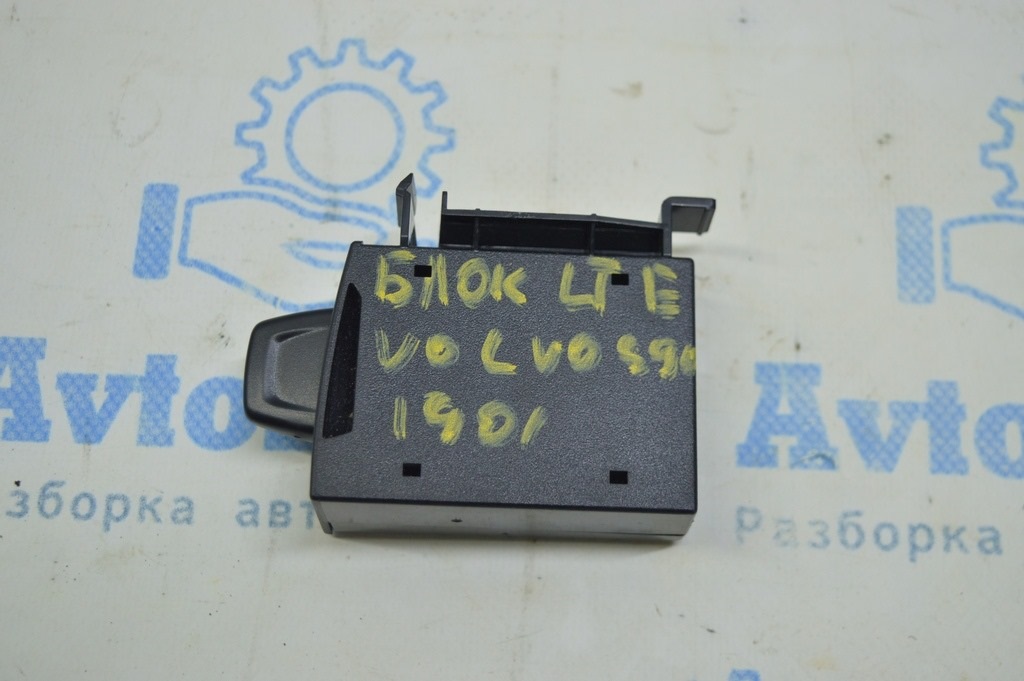 БЛОК LTE
VOLVO S90
1901
Avto
Avto
зборка авт
Разборка